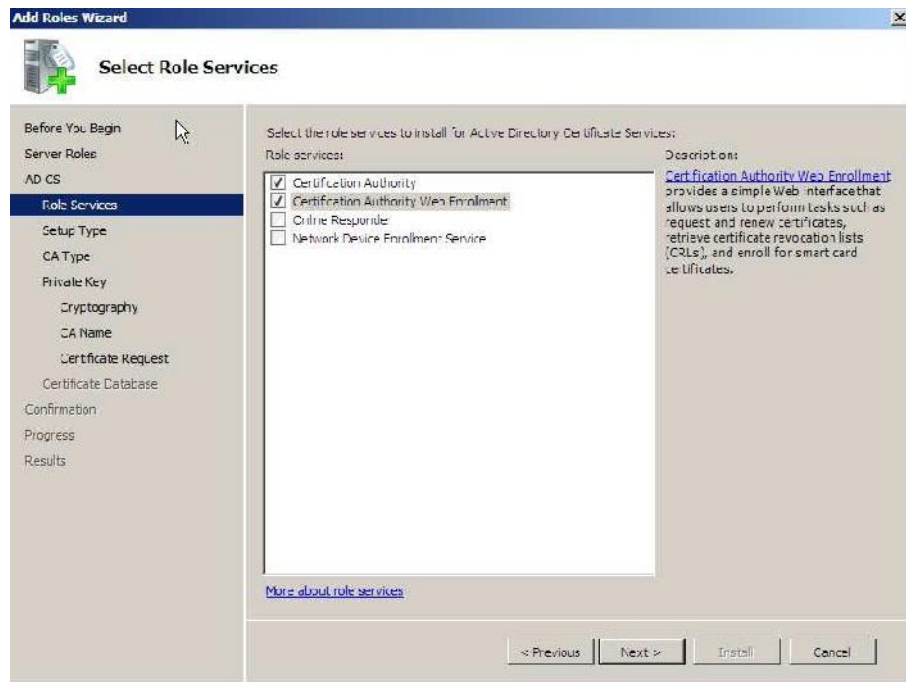 Add Roles Wizard
Select Role Services
Before You Begin
Server Roles
AD CS
Role Services
Setup Type
CA Type
Private Key
Cryptography
CA Name
Certificate Request
Certificate Database
Confirmation
Progress
Results
Select the role services to install for Active Directory Certificate Services:
Role services:
Certification Authority
Certification Authority Web Enrollment
Online Responder
Network Device Enrollment Service
More about role services
Description:
Certification Authority Web Enrollment
provides a simple Web interface that
allows users to perform tasks such as
request and renew certificates,
retrieve certificate revocation lists
(CRLs), and enroll for smart card
certificates.
< Previous
Next >
Install
Cancel